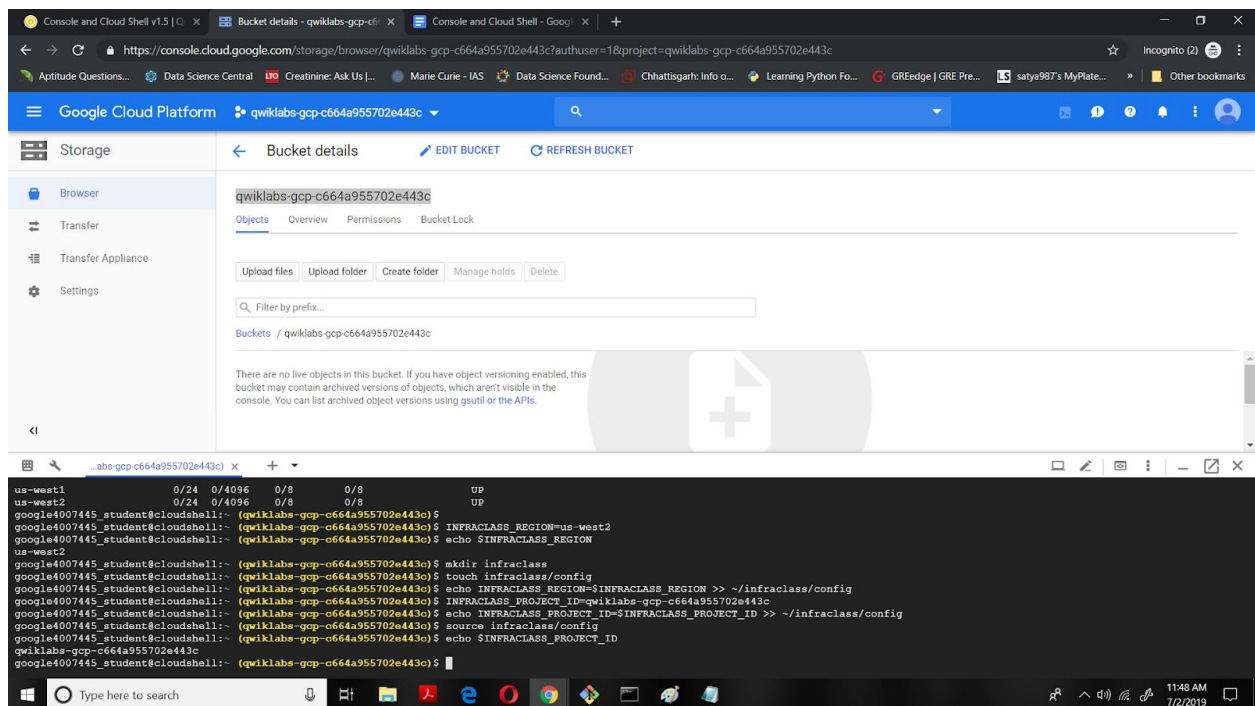 Console and Cloud Shell v1.5 | Q
Bucket details - qwiklabs-gcp-c6
Console and Cloud Shell - Googl
https://console.cloud.google.com/storage/browser/qwiklabs-gcp-c664a955702e443c?authuser=1&project=qwiklabs-gcp-c664a955702e443c
Incognito (2)
Aptitude Questions...
Data Science Central
LTO Creatinine: Ask Us |...
Marie Curie - IAS
Data Science Found...
Chhattisgarh: Info o...
Learning Python Fo...
GREedge | GRE Pre...
LS satya987's MyPlate...
»
Other bookmarks
Google Cloud Platform
qwiklabs-gcp-c664a955702e443c
Storage
Bucket details
EDIT BUCKET
REFRESH BUCKET
Browser
Transfer
Transfer Appliance
Settings
qwiklabs-gcp-c664a955702e443c
Objects Overview Permissions Bucket Lock
Upload files Upload folder Create folder Manage holds Delete
Filter by prefix...
Buckets / qwiklabs-gcp-c664a955702e443c
There are no live objects in this bucket. If you have object versioning enabled, this
bucket may contain archived versions of objects, which aren't visible in the
console. You can list archived object versions using gsutil or the APIs.
...abs-gcp-c664a955702e443c)
us-west1 0/24 0/4096 0/8 0/8 UP
us-west2 0/24 0/4096 0/8 0/8 UP
google4007445_student@cloudshell:~ (qwiklabs-gcp-c664a955702e443c)$
google4007445_student@cloudshell:~ (qwiklabs-gcp-c664a955702e443c)$ INFRACLASS_REGION=us-west2
google4007445_student@cloudshell:~ (qwiklabs-gcp-c664a955702e443c)$ echo $INFRACLASS_REGION
us-west2
google4007445_student@cloudshell:~ (qwiklabs-gcp-c664a955702e443c)$ mkdir infraclass
google4007445_student@cloudshell:~ (qwiklabs-gcp-c664a955702e443c)$ touch infraclass/config
google4007445_student@cloudshell:~ (qwiklabs-gcp-c664a955702e443c)$ echo INFRACLASS_REGION=$INFRACLASS_REGION >> ~/infraclass/config
google4007445_student@cloudshell:~ (qwiklabs-gcp-c664a955702e443c)$ INFRACLASS_PROJECT_ID=qwiklabs-gcp-c664a955702e443c
google4007445_student@cloudshell:~ (qwiklabs-gcp-c664a955702e443c)$ echo INFRACLASS_PROJECT_ID=$INFRACLASS_PROJECT_ID >> ~/infraclass/config
google4007445_student@cloudshell:~ (qwiklabs-gcp-c664a955702e443c)$ source infraclass/config
google4007445_student@cloudshell:~ (qwiklabs-gcp-c664a955702e443c)$ echo $INFRACLASS_PROJECT_ID
qwiklabs-gcp-c664a955702e443c
google4007445_student@cloudshell:~ (qwiklabs-gcp-c664a955702e443c)$
Type here to search
11:48 AM
7/2/2019